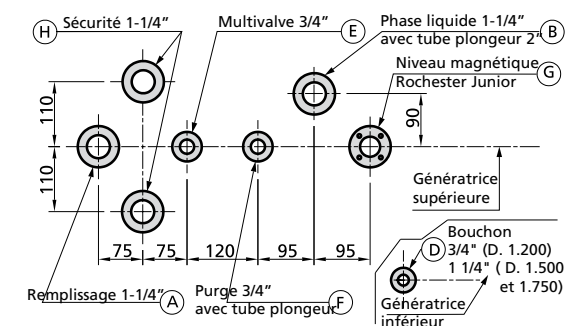 Sécurité 1-1/4"
H
Multivalve 3/4"
E
Phase liquide 1-1/4"
avec tube plongeur 2"
B
Niveau magnétique
Rochester Junior
G
110
110
90
Génératrice
supérieure
75
75
120
95
95
Remplissage 1-1/4"
A
Purge 3/4"
avec tube plongeur
F
Bouchon
D
3/4" (D. 1.200)
1 1/4" ( D. 1.500
et 1.750)
Génératrice
inférieur